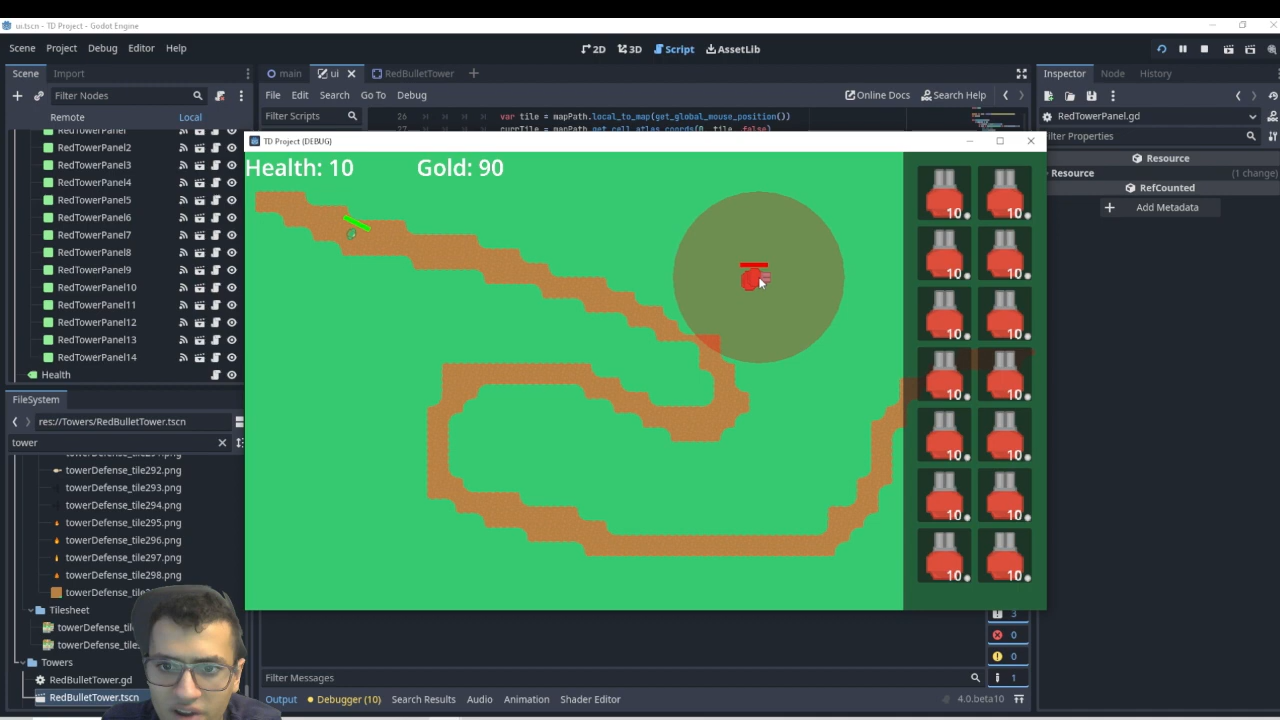 ui.tscn - TD Project - Godot Engine
Scene Project Debug Editor Help
2D 3D Script AssetLib
Scene Import
main ui RedBulletTower
Inspector Node History
Filter Nodes
File Edit Search Go To Debug
Online Docs Search Help
Remote Local
Filter Scripts
26 var tile = mapPath.local_to_map(get_global_mouse_position())
RedTowerPanel.gd
27
Filter Properties
RedTowerPanel
RedTowerPanel2
RedTowerPanel3
RedTowerPanel4
RedTowerPanel5
RedTowerPanel6
RedTowerPanel7
RedTowerPanel8
RedTowerPanel9
RedTowerPanel10
RedTowerPanel11
RedTowerPanel12
RedTowerPanel13
RedTowerPanel14
Health
TD Project (DEBUG)
Health: 10 Gold: 90
10 10
10 10
10 10
10 10
10 10
10 10
10 10
Resource
Resource (1 change)
RefCounted
Add Metadata
FileSystem
res://Towers/RedBulletTower.tscn
tower
towerDefense_tile292.png
towerDefense_tile293.png
towerDefense_tile294.png
towerDefense_tile295.png
towerDefense_tile296.png
towerDefense_tile297.png
towerDefense_tile298.png
Tilesheet
Towers
RedBulletTower.gd
RedBulletTower.tscn
3
0
0
1
Filter Messages
Output Debugger (10) Search Results Audio Animation Shader Editor
4.0.beta10